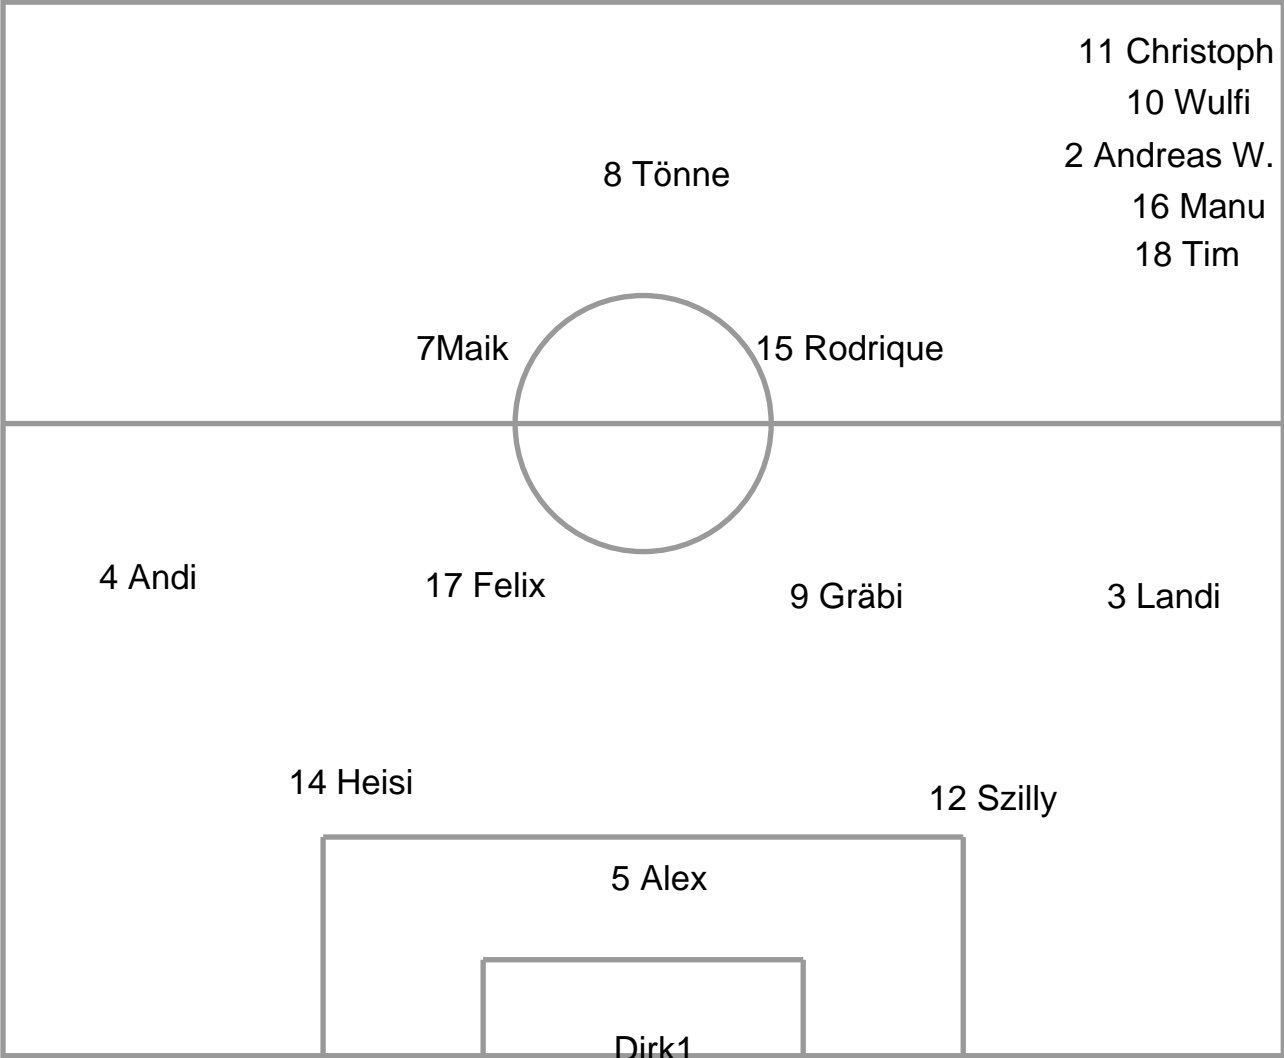 11 Christoph
10 Wulfi
2 Andreas W.
8 Tönne
16 Manu
18 Tim
7Maik
15 Rodrique
4 Andi
17 Felix
9 Gräbi
3 Landi
14 Heisi
12 Szilly
5 Alex
Dirk1